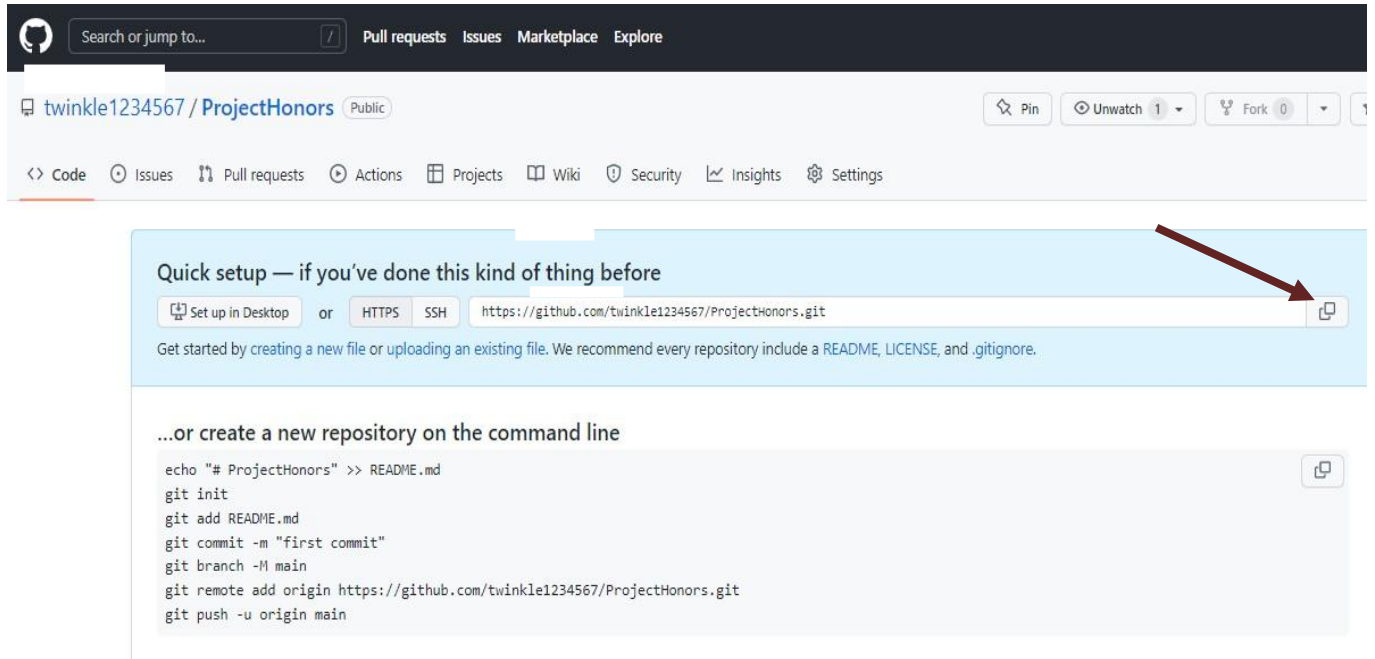 Search or jump to... / Pull requests Issues Marketplace Explore
twinkle1234567 / ProjectHonors Public Pin Unwatch 1 Fork 0
Code Issues Pull requests Actions Projects Wiki Security Insights Settings
Quick setup — if you've done this kind of thing before
Set up in Desktop or HTTPS SSH https://github.com/twinkle1234567/ProjectHonors.git
Get started by creating a new file or uploading an existing file. We recommend every repository include a README, LICENSE, and .gitignore.
...or create a new repository on the command line
echo "# ProjectHonors" >> README.md
git init
git add README.md
git commit -m "first commit"
git branch -M main
git remote add origin https://github.com/twinkle1234567/ProjectHonors.git
git push -u origin main